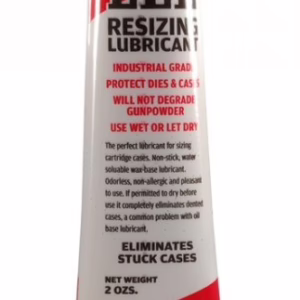 LEE
RESIZING
LUBRICANT
INDUSTRIAL GRADE
PROTECT DIES & CASES
WILL NOT DEGRADE
GUNPOWDER
USE WET OR LET DRY
The perfect lubricant for sizing
cartridge cases. Non-stick, water
soluable wax-base lubricant.
Odorless, non-allergic and pleasant
to use. If permitted to dry before
use it completely eliminates dented
cases, a common problem with oil
base lubricant.
ELIMINATES
STUCK CASES
NET WEIGHT
2 OZS.